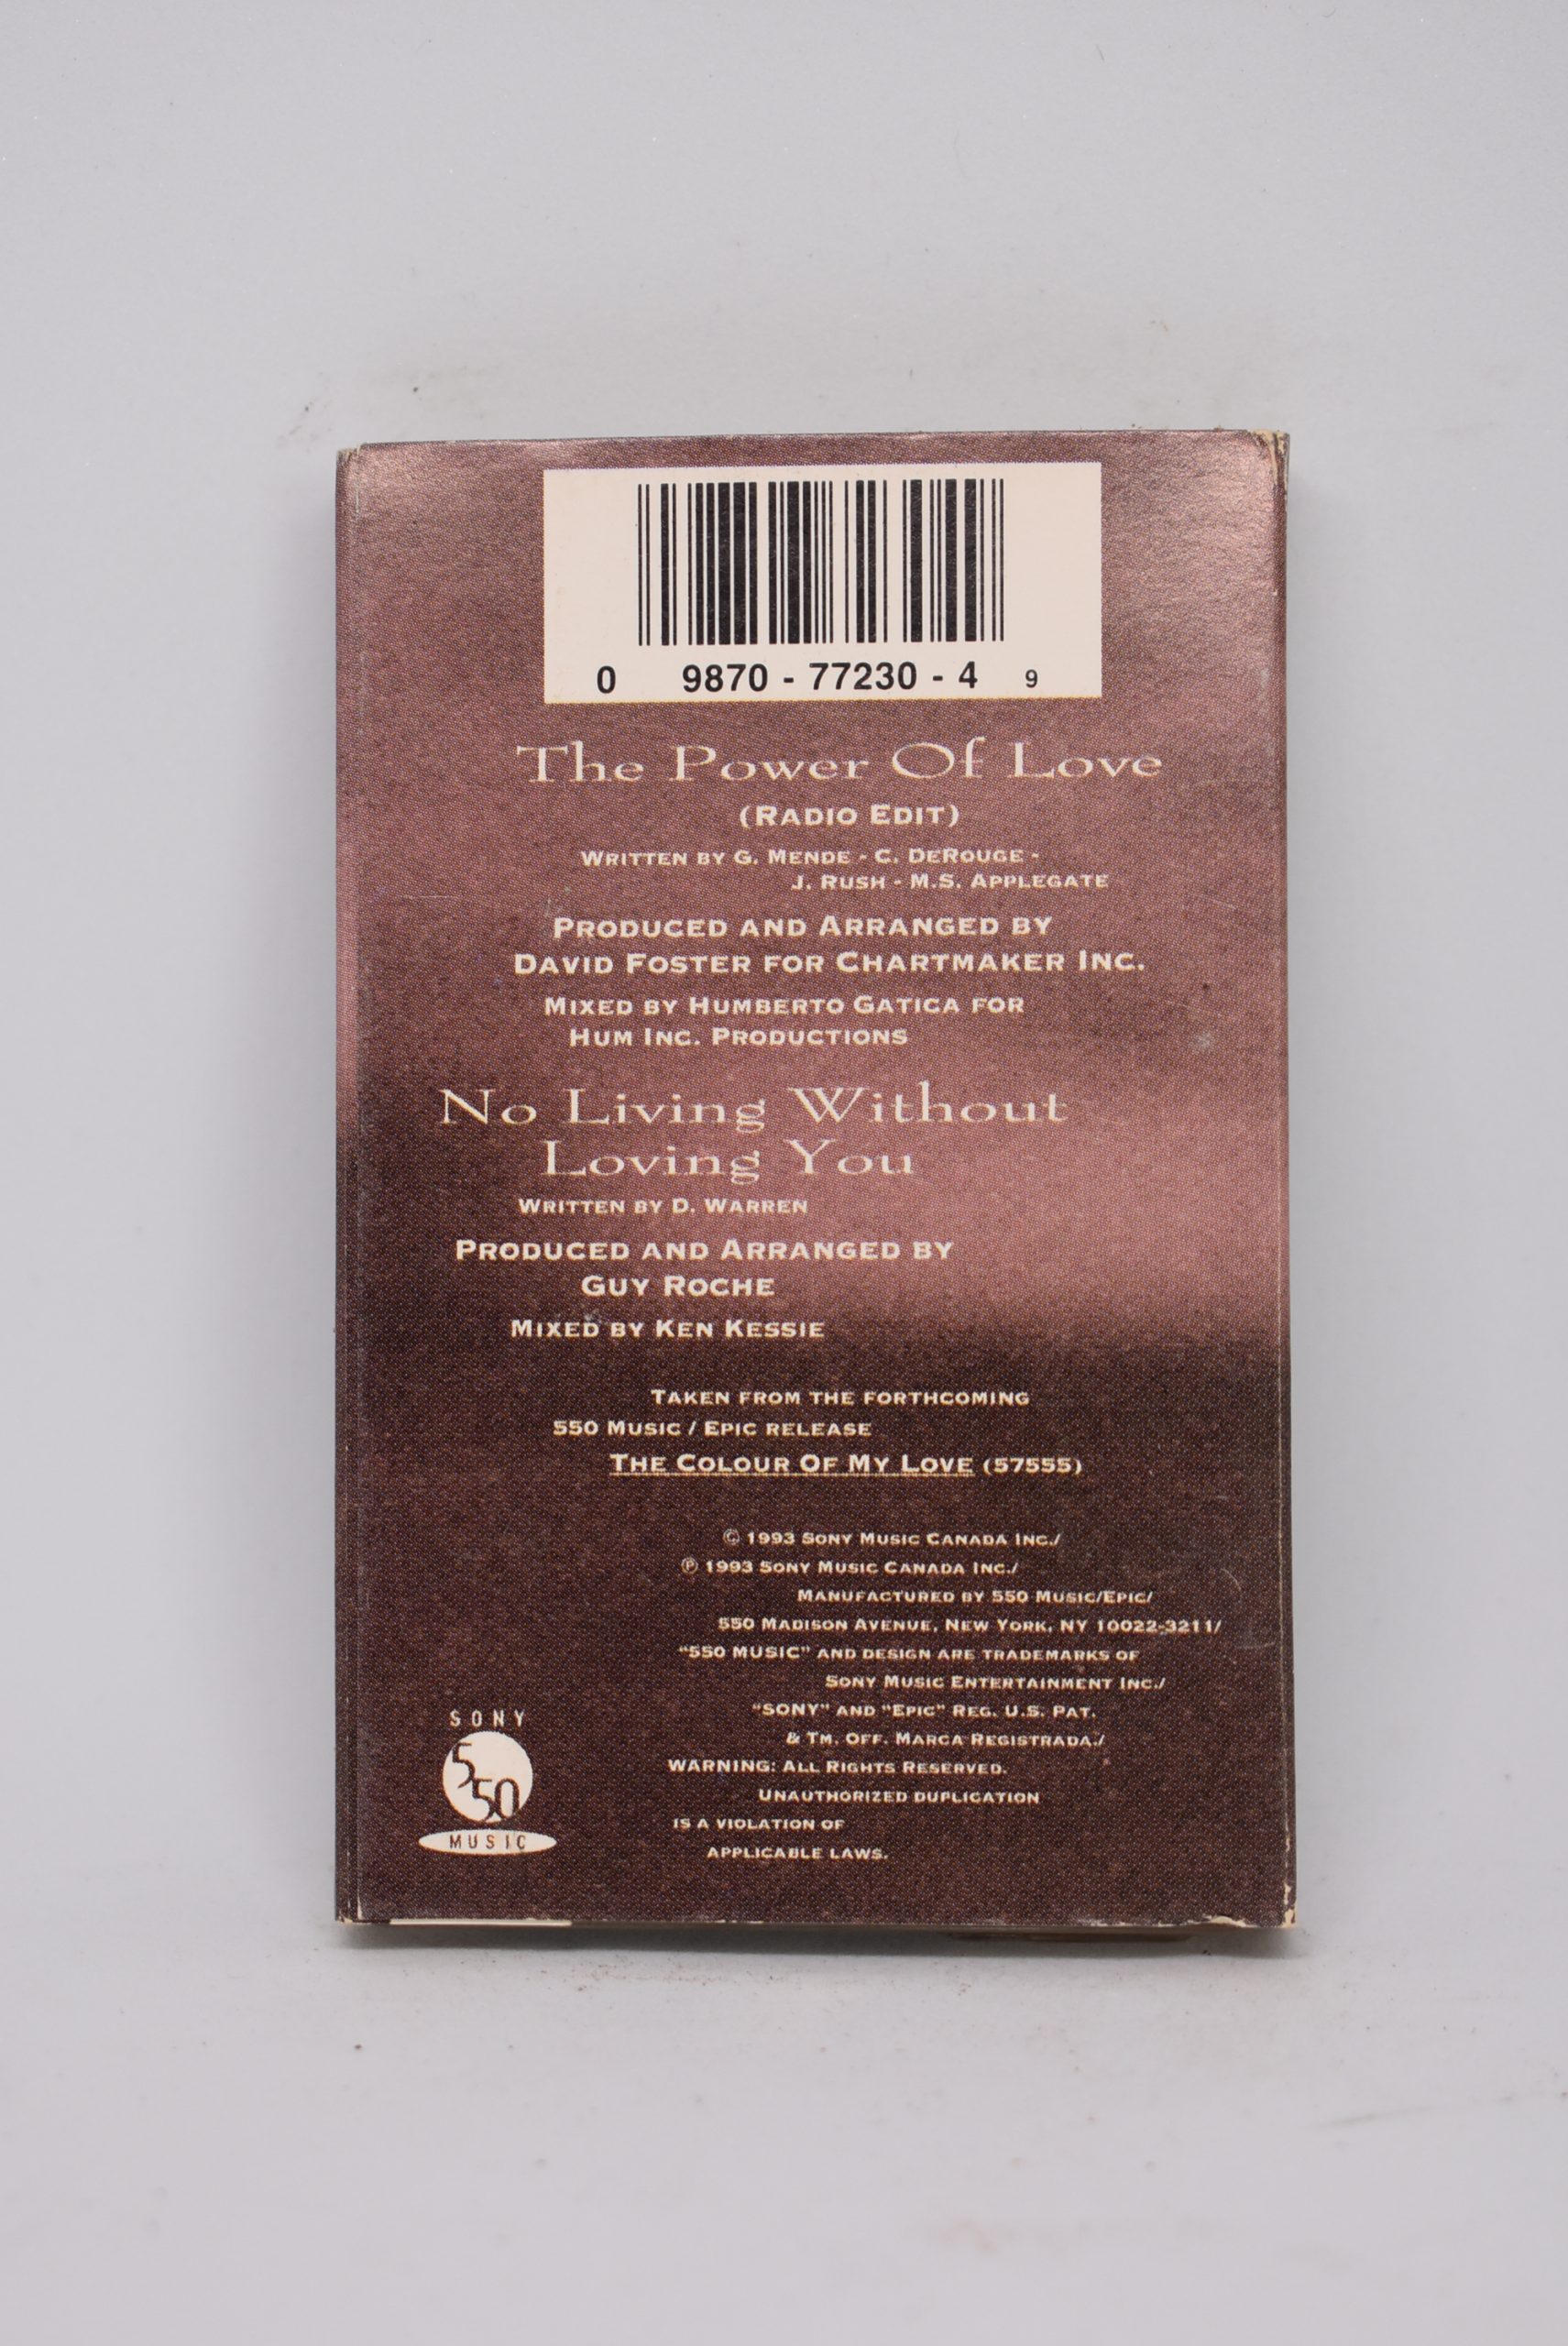 0 9870 - 77230 - 4 9
The Power Of Love
(RADIO EDIT)
WRITTEN BY G. MENDE - C. DEROUGE -
J. RUSH - M.S. APPLEGATE
PRODUCED AND ARRANGED BY
DAVID FOSTER FOR CHARTMAKER INC.
MIXED BY HUMBERTO GATICA FOR
HUM INC. PRODUCTIONS
No Living Without
Loving You
WRITTEN BY D. WARREN
PRODUCED AND ARRANGED BY
GUY ROCHE
MIXED BY KEN KESSIE
TAKEN FROM THE FORTHCOMING
550 MUSIC / EPIC RELEASE
THE COLOUR OF MY LOVE (57555)
© 1993 SONY MUSIC CANADA INC./
℗ 1993 SONY MUSIC CANADA INC./
MANUFACTURED BY 550 MUSIC/EPIC/
550 MADISON AVENUE, NEW YORK, NY 10022-3211/
"550 MUSIC" AND DESIGN ARE TRADEMARKS OF
SONY MUSIC ENTERTAINMENT INC./
"SONY" AND "EPIC" REG. U.S. PAT.
& TM. OFF. MARCA REGISTRADA./
WARNING: ALL RIGHTS RESERVED.
UNAUTHORIZED DUPLICATION
IS A VIOLATION OF
APPLICABLE LAWS.
SONY
550
MUSIC